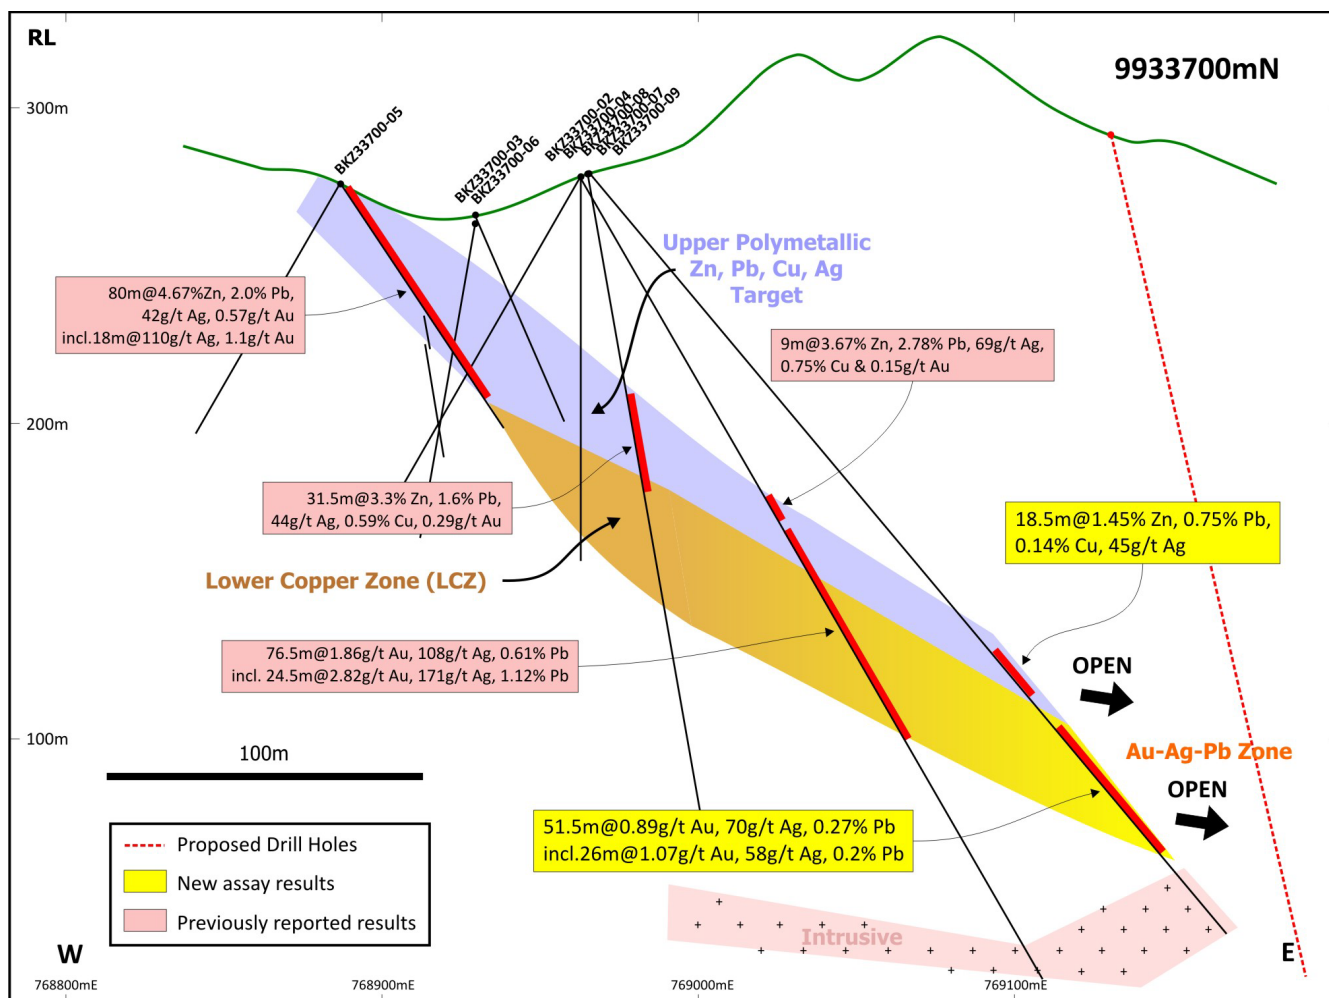 RL
9933700mN
300m
200m
100m
BKZ33700-05
BKZ33700-03
BKZ33700-06
BKZ33700-02
BKZ33700-04
BKZ33700-08
BKZ33700-07
BKZ33700-09
Upper Polymetallic
Zn, Pb, Cu, Ag
Target
80m@4.67%Zn, 2.0% Pb,
42g/t Ag, 0.57g/t Au
incl.18m@110g/t Ag, 1.1g/t Au
9m@3.67% Zn, 2.78% Pb, 69g/t Ag,
0.75% Cu & 0.15g/t Au
31.5m@3.3% Zn, 1.6% Pb,
44g/t Ag, 0.59% Cu, 0.29g/t Au
18.5m@1.45% Zn, 0.75% Pb,
0.14% Cu, 45g/t Ag
Lower Copper Zone (LCZ)
76.5m@1.86g/t Au, 108g/t Ag, 0.61% Pb
incl. 24.5m@2.82g/t Au, 171g/t Ag, 1.12% Pb
OPEN
Au-Ag-Pb Zone
OPEN
100m
51.5m@0.89g/t Au, 70g/t Ag, 0.27% Pb
incl.26m@1.07g/t Au, 58g/t Ag, 0.2% Pb
Proposed Drill Holes
New assay results
Previously reported results
Intrusive
W
E
768800mE
768900mE
769000mE
769100mE